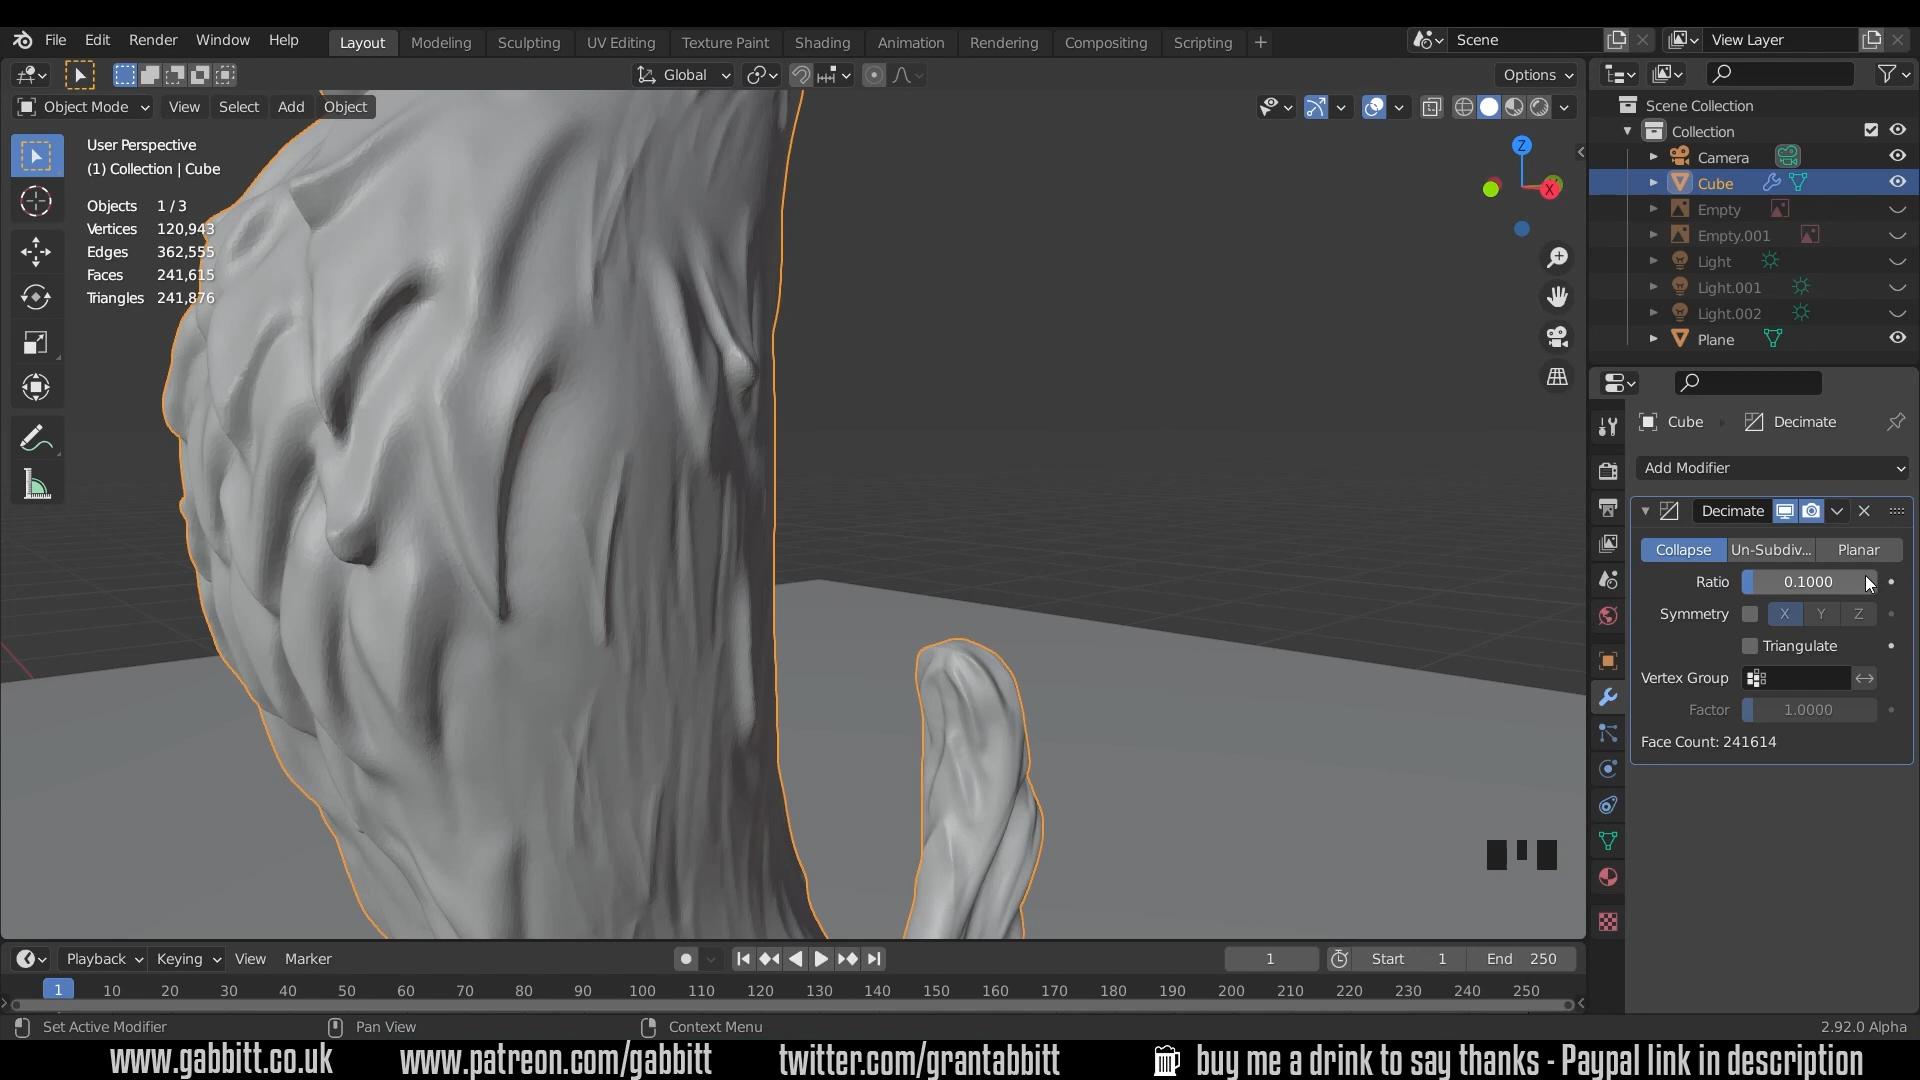 File Edit Render Window Help Layout Modeling Sculpting UV Editing Texture Paint Shading Animation Rendering Compositing Scripting + Scene View Layer
Global Options
Object Mode View Select Add Object
User Perspective
(1) Collection | Cube
Objects 1 / 3
Vertices 120,943
Edges 362,555
Faces 241,615
Triangles 241,876
Z
X
Scene Collection
Collection
Camera
Cube
Empty
Empty.001
Light
Light.001
Light.002
Plane
Cube Decimate
Add Modifier
Decimate
Collapse Un-Subdiv... Planar
Ratio 0.1000
Symmetry X Y Z
Triangulate
Vertex Group
Factor 1.0000
Face Count: 241614
Playback Keying View Marker 1 Start 1 End 250
1 10 20 30 40 50 60 70 80 90 100 110 120 130 140 150 160 170 180 190 200 210 220 230 240 250
Set Active Modifier Pan View Context Menu 2.92.0 Alpha
www.gabbitt.co.uk www.patreon.com/gabbitt twitter.com/grantabbitt buy me a drink to say thanks - Paypal link in description